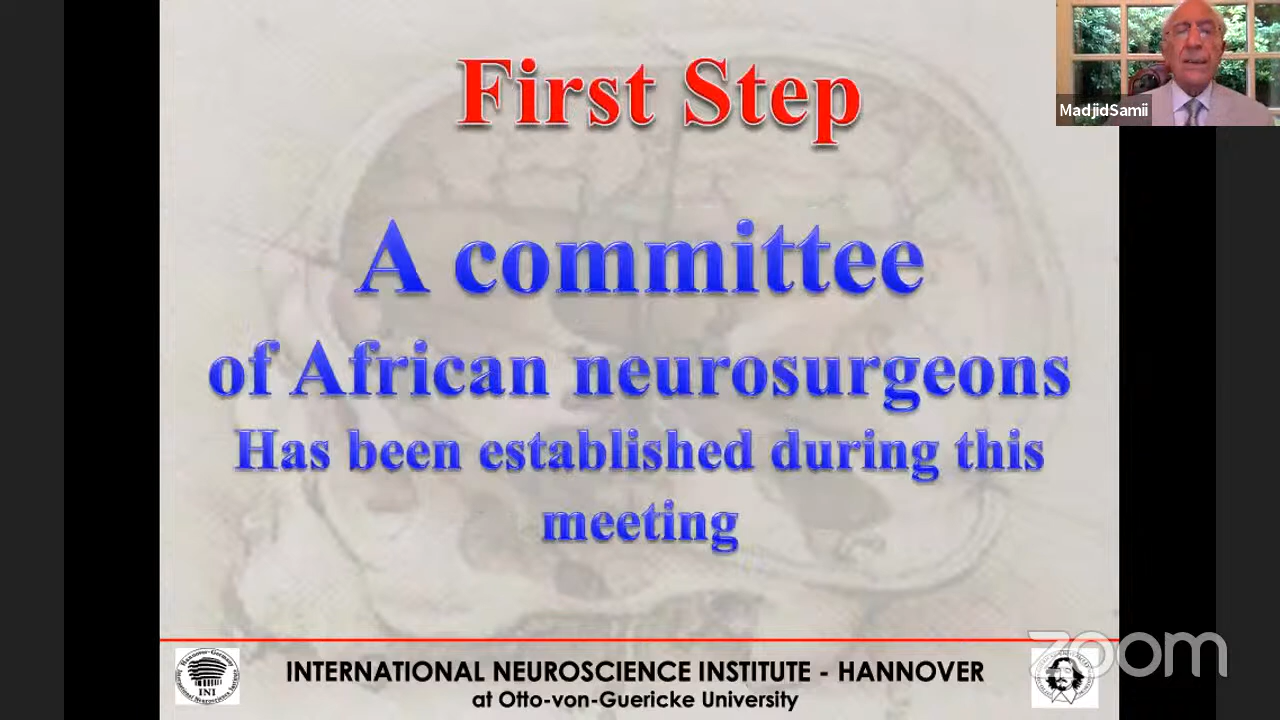 First Step
MadjidSamii
A committee
of African neurosurgeons
Has been established during this
meeting
INI
INTERNATIONAL NEUROSCIENCE INSTITUTE - HANNOVER
at Otto-von-Guericke University
zoom